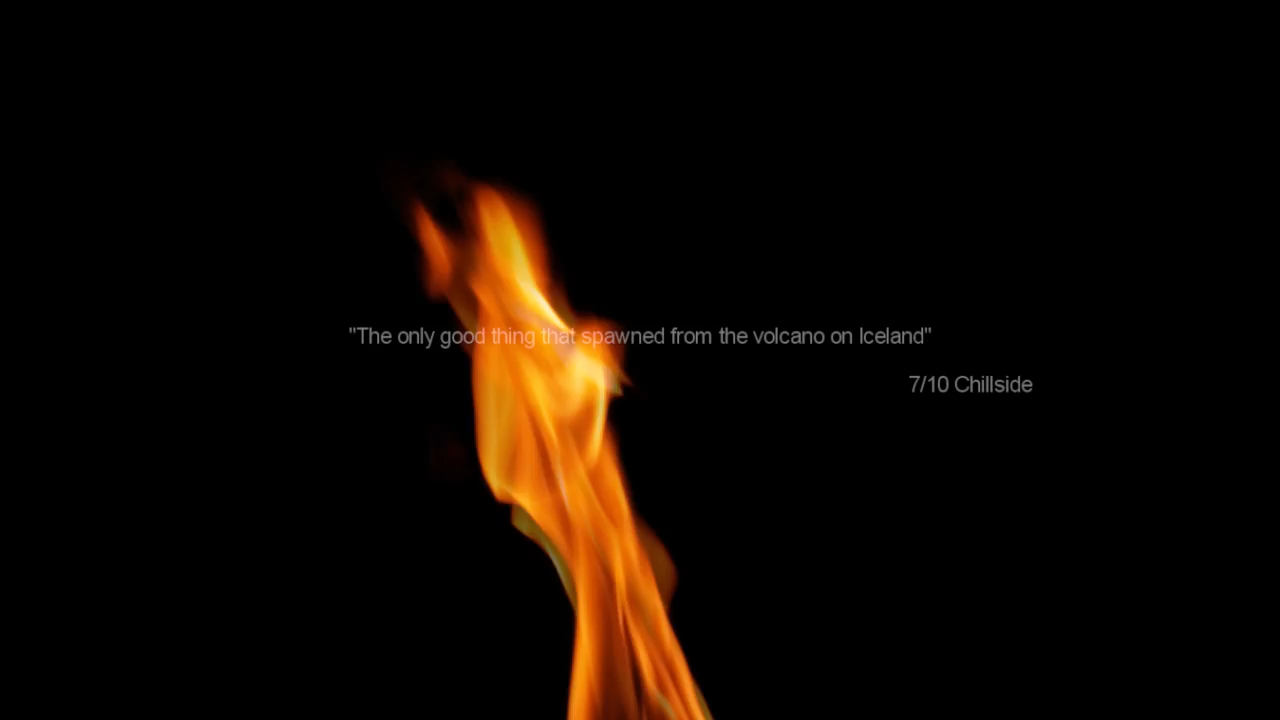 "The only good thing that spawned from the volcano on Iceland"
7/10 Chillside